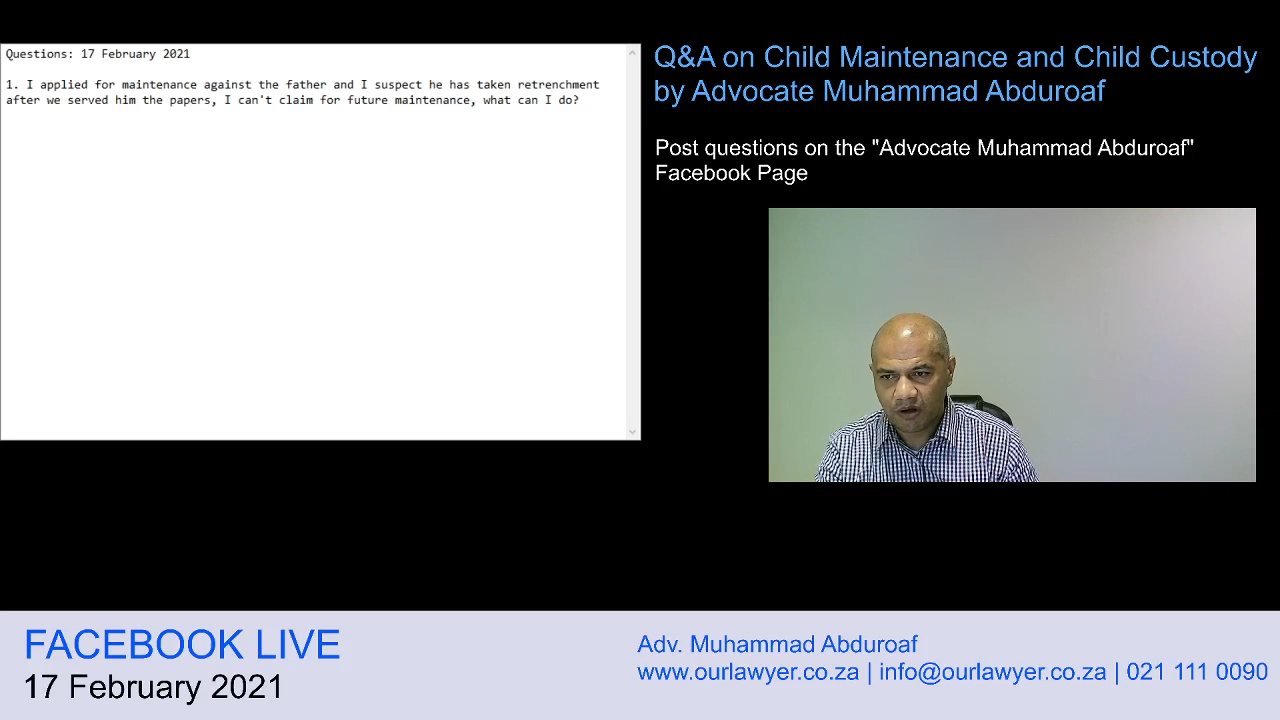 Questions: 17 February 2021
1. I applied for maintenance against the father and I suspect he has taken retrenchment
after we served him the papers, I can't claim for future maintenance, what can I do?
Q&A on Child Maintenance and Child Custody
by Advocate Muhammad Abduroaf
Post questions on the "Advocate Muhammad Abduroaf"
Facebook Page
FACEBOOK LIVE
17 February 2021
Adv. Muhammad Abduroaf
www.ourlawyer.co.za | info@ourlawyer.co.za | 021 111 0090